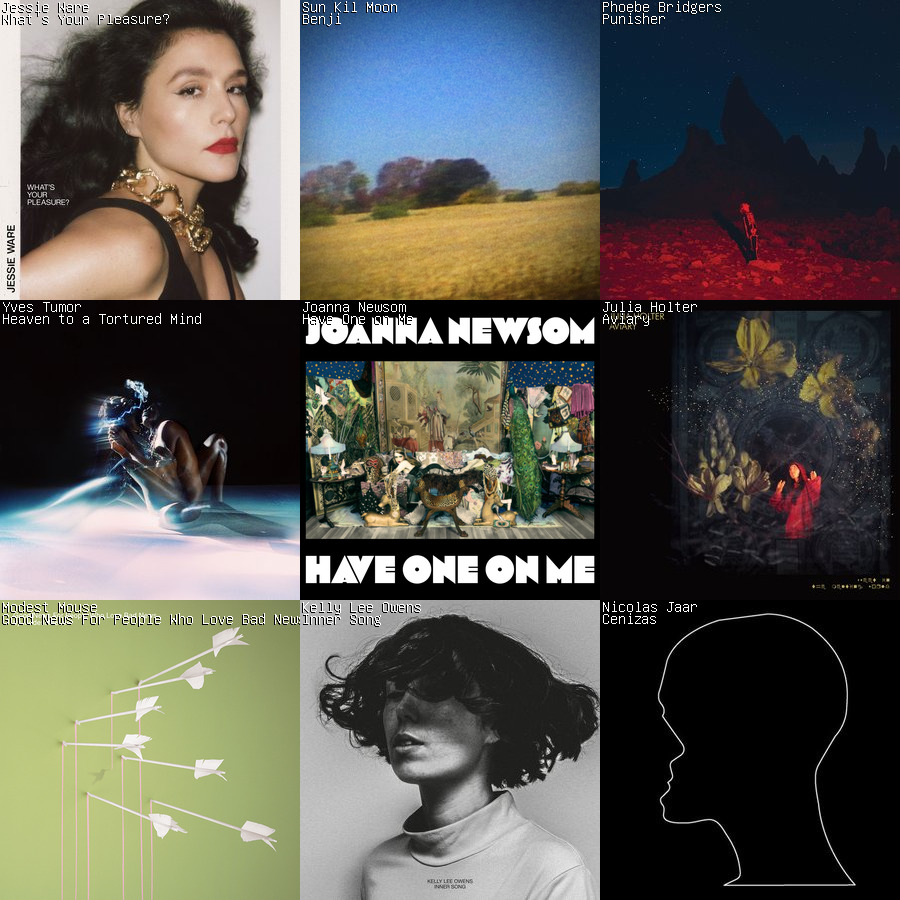 Jessie Ware
What's Your Pleasure?
WHAT'S
YOUR
PLEASURE?
JESSIE WARE
Sun Kil Moon
Benji
Phoebe Bridgers
Punisher
Yves Tumor
Heaven to a Tortured Mind
Joanna Newsom
Have One on Me
JOANNA NEWSOM
HAVE ONE ON ME
Julia Holter
Aviary
HOLTER
AVIARY
Modest Mouse
Good News For People Who Love Bad News
Kelly Lee Owens
Inner Song
KELLY LEE OWENS
INNER SONG
Nicolas Jaar
Cenizas